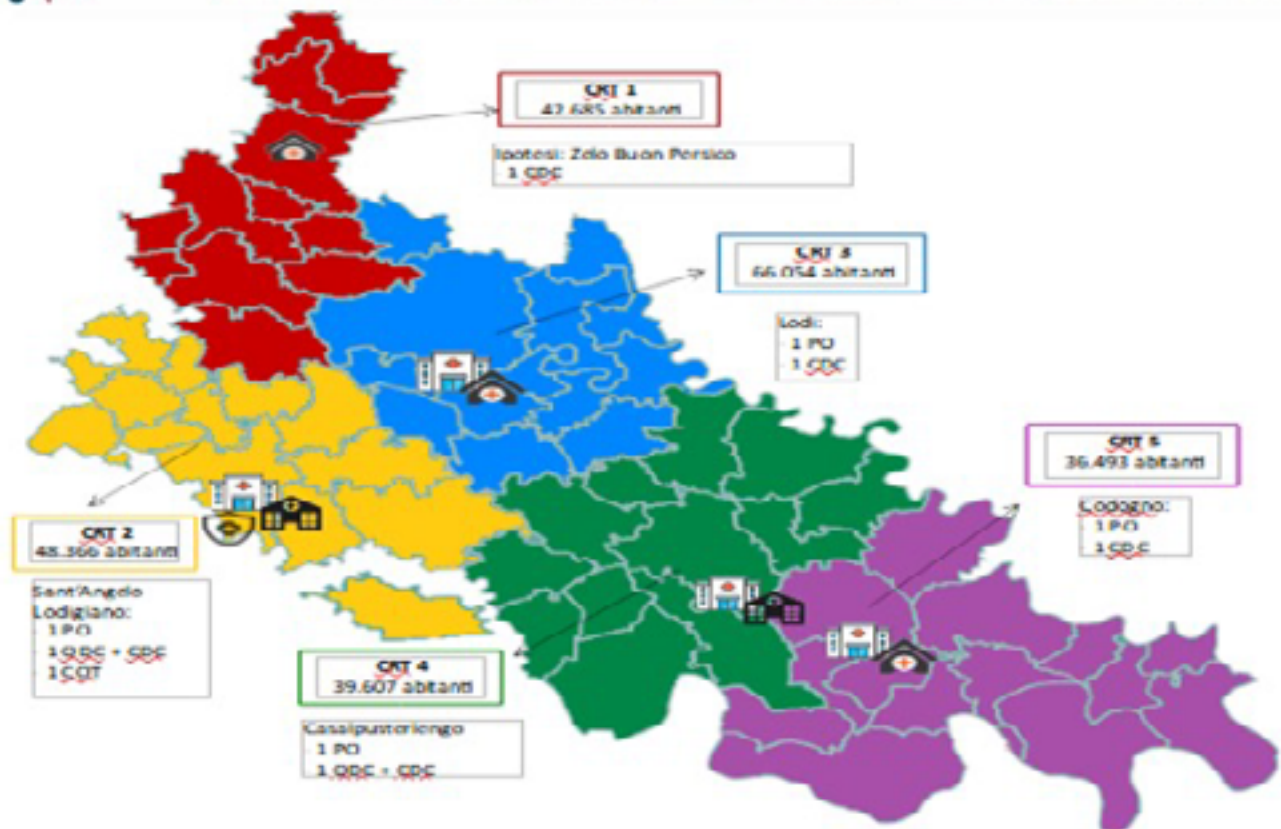 CRT 1
42.685 abitanti
Ipotesi: Zelo Buon Persico
- 1 CDC
CRT 3
66.054 abitanti
Lodi:
- 1 PO
- 1 CDC
CRT 5
36.493 abitanti
Codogno:
- 1 PO
- 1 CDC
CRT 2
48.366 abitanti
Sant'Angelo
Lodigiano:
- 1 PO
- 1 ODC + CDC
- 1 COT
CRT 4
39.607 abitanti
Casalpusterlengo
- 1 PO
- 1 ODC + CDC